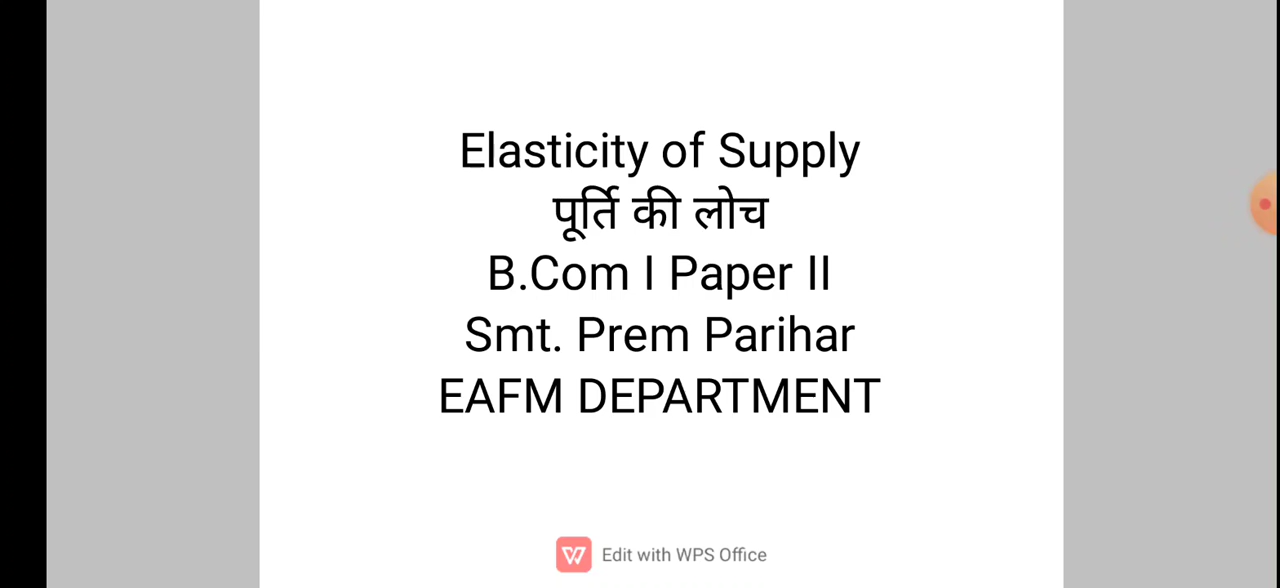 Elasticity of Supply
पूर्ति की लोच
B.Com I Paper II
Smt. Prem Parihar
EAFM DEPARTMENT
Edit with WPS Office